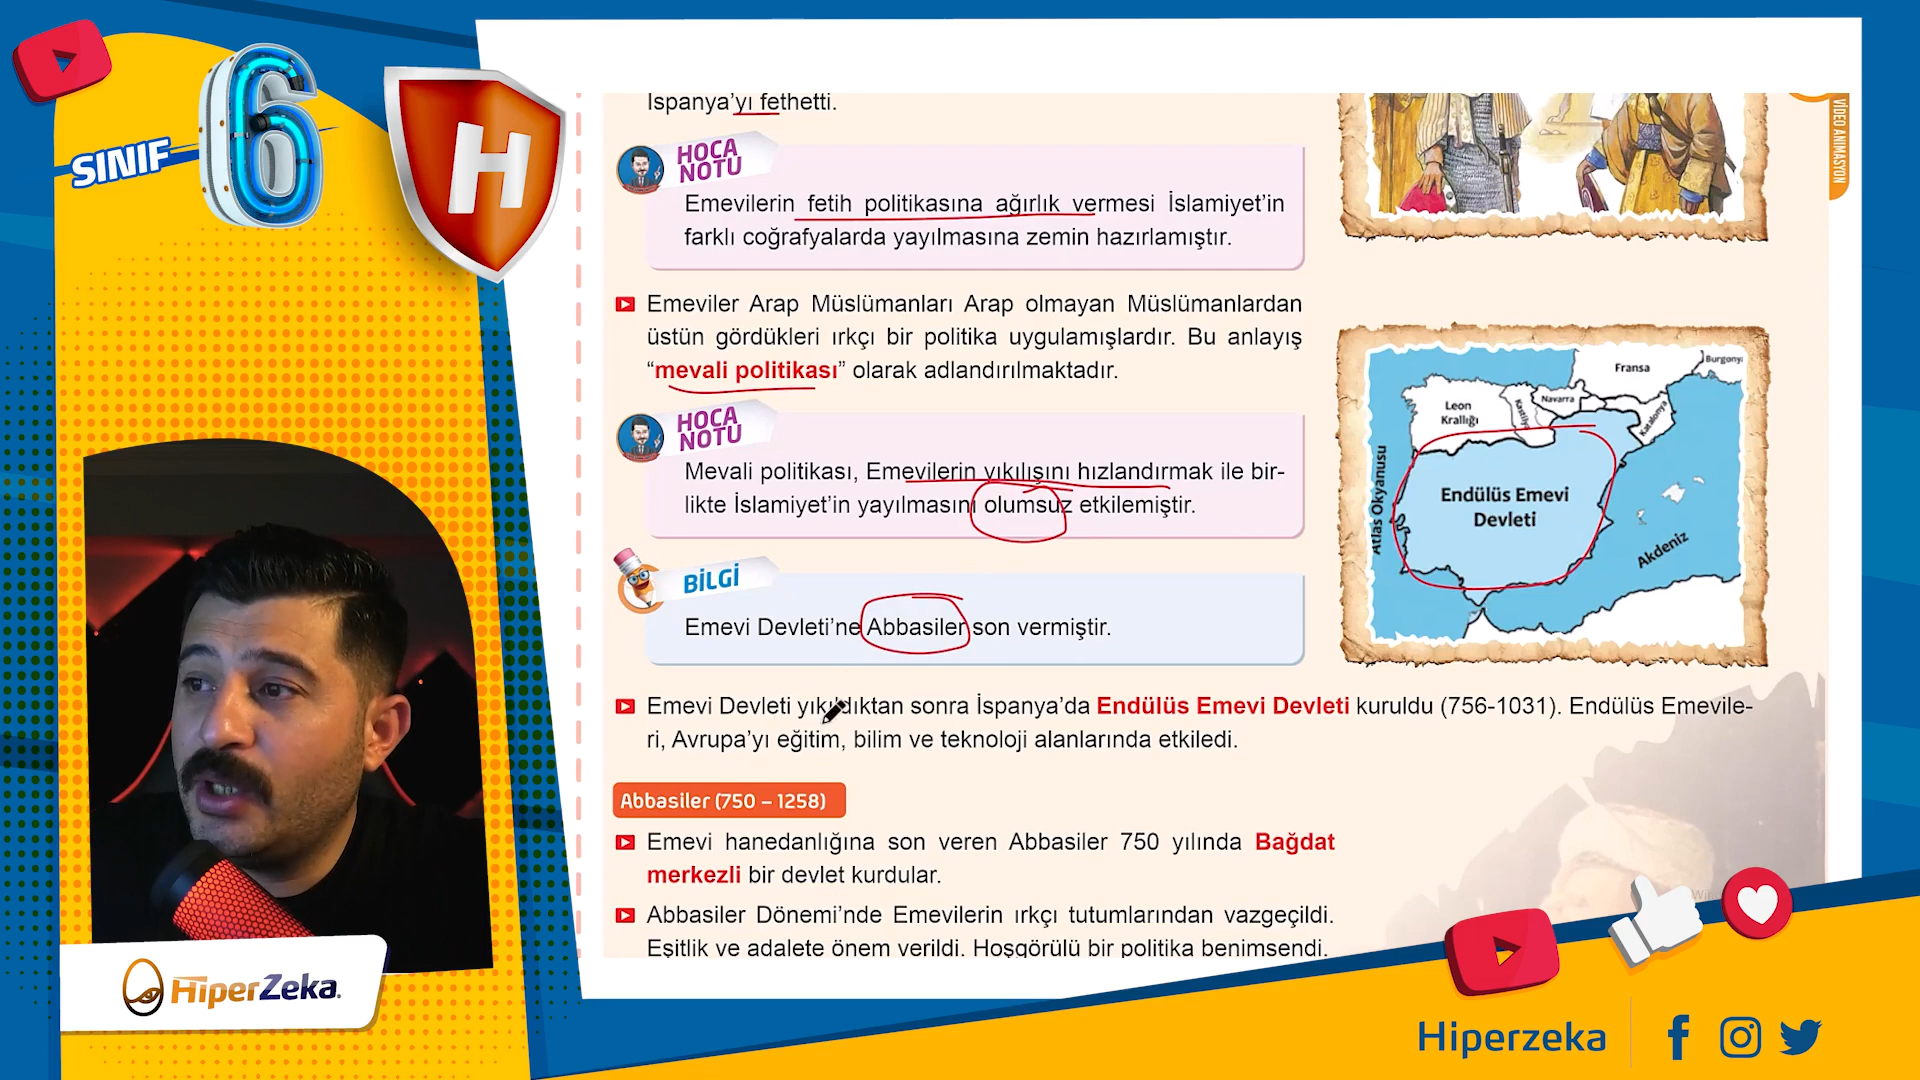 SINIF 6
H
İspanya'yı fethetti.
HOCA
NOTU
Emevilerin fetih politikasına ağırlık vermesi İslamiyet'in
farklı coğrafyalarda yayılmasına zemin hazırlamıştır.
Emeviler Arap Müslümanları Arap olmayan Müslümanlardan
üstün gördükleri ırkçı bir politika uygulamışlardır. Bu anlayış
“mevali politikası” olarak adlandırılmaktadır.
HOCA
NOTU
Mevali politikası, Emevilerin yıkılışını hızlandırmak ile bir-
likte İslamiyet'in yayılmasını olumsuz etkilemiştir.
BİLGİ
Emevi Devleti'ne Abbasiler son vermiştir.
Emevi Devleti yıkıldıktan sonra İspanya'da Endülüs Emevi Devleti kuruldu (756-1031). Endülüs Emevile-
ri, Avrupa'yı eğitim, bilim ve teknoloji alanlarında etkiledi.
Abbasiler (750 – 1258)
Emevi hanedanlığına son veren Abbasiler 750 yılında Bağdat
merkezli bir devlet kurdular.
Abbasiler Dönemi'nde Emevilerin ırkçı tutumlarından vazgeçildi.
Eşitlik ve adalete önem verildi. Hoşgörülü bir politika benimsendi.
VİDEO ANİMASYON
Fransa
Burgonya
Leon
Krallığı
Kastilya
Navarra
Katalonya
Atlas Okyanusu
Endülüs Emevi
Devleti
Akdeniz
HiperZeka.
Hiperzeka